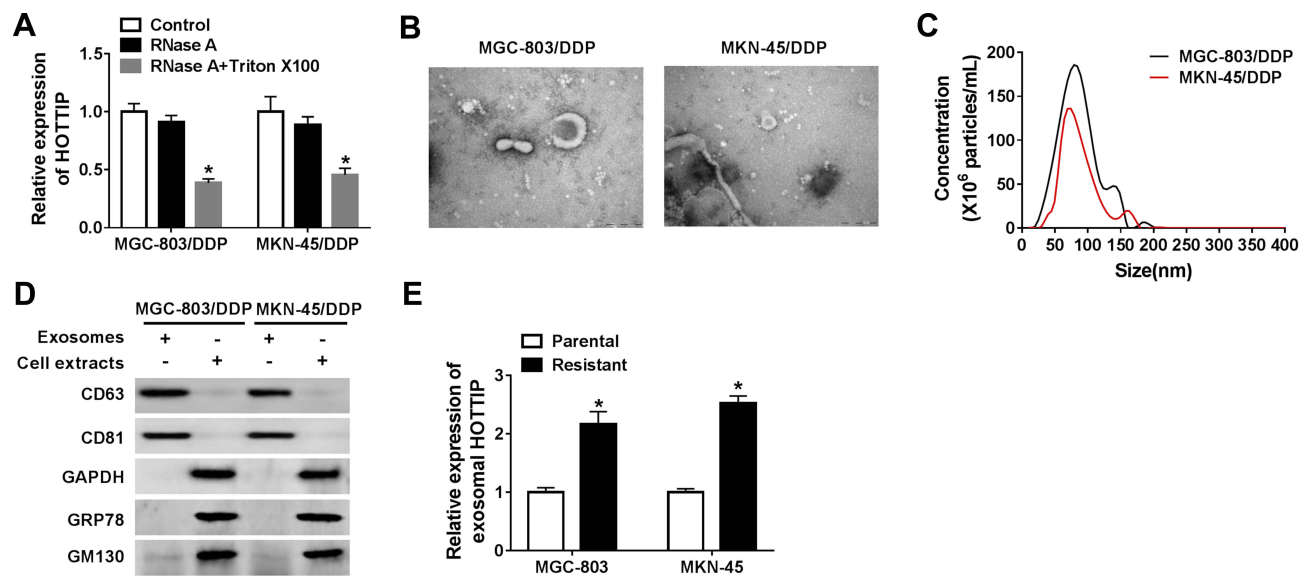 A
Control
RNase A
RNase A+Triton X100
Relative expression
of HOTTIP
1.5
1.0
0.5
0.0
*
*
MGC-803/DDP
MKN-45/DDP
B
MGC-803/DDP
MKN-45/DDP
C
MGC-803/DDP
MKN-45/DDP
Concentration
(X10⁶ particles/mL)
200
150
100
50
0
0 50 100 150 200 250 300 350 400
Size(nm)
D
MGC-803/DDP MKN-45/DDP
Exosomes + - + -
Cell extracts - + - +
CD63
CD81
GAPDH
GRP78
GM130
E
Parental
Resistant
Relative expression of
exosomal HOTTIP
3
2
1
0
*
*
MGC-803
MKN-45